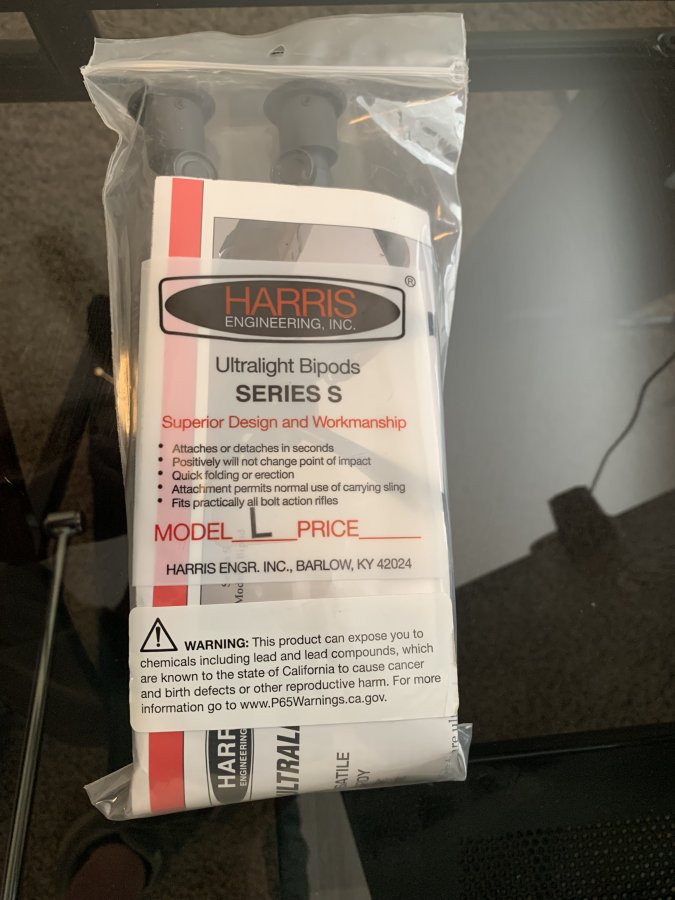 HARRIS
ENGINEERING, INC.
®
Ultralight Bipods
SERIES S
Superior Design and Workmanship
• Attaches or detaches in seconds
• Positively will not change point of impact
• Quick folding or erection
• Attachment permits normal use of carrying sling
• Fits practically all bolt action rifles
MODEL__L__PRICE_____
HARRIS ENGR. INC., BARLOW, KY 42024
WARNING: This product can expose you to
chemicals including lead and lead compounds, which
are known to the state of California to cause cancer
and birth defects or other reproductive harm. For more
information go to www.P65Warnings.ca.gov.
HARR
ENGINEERING